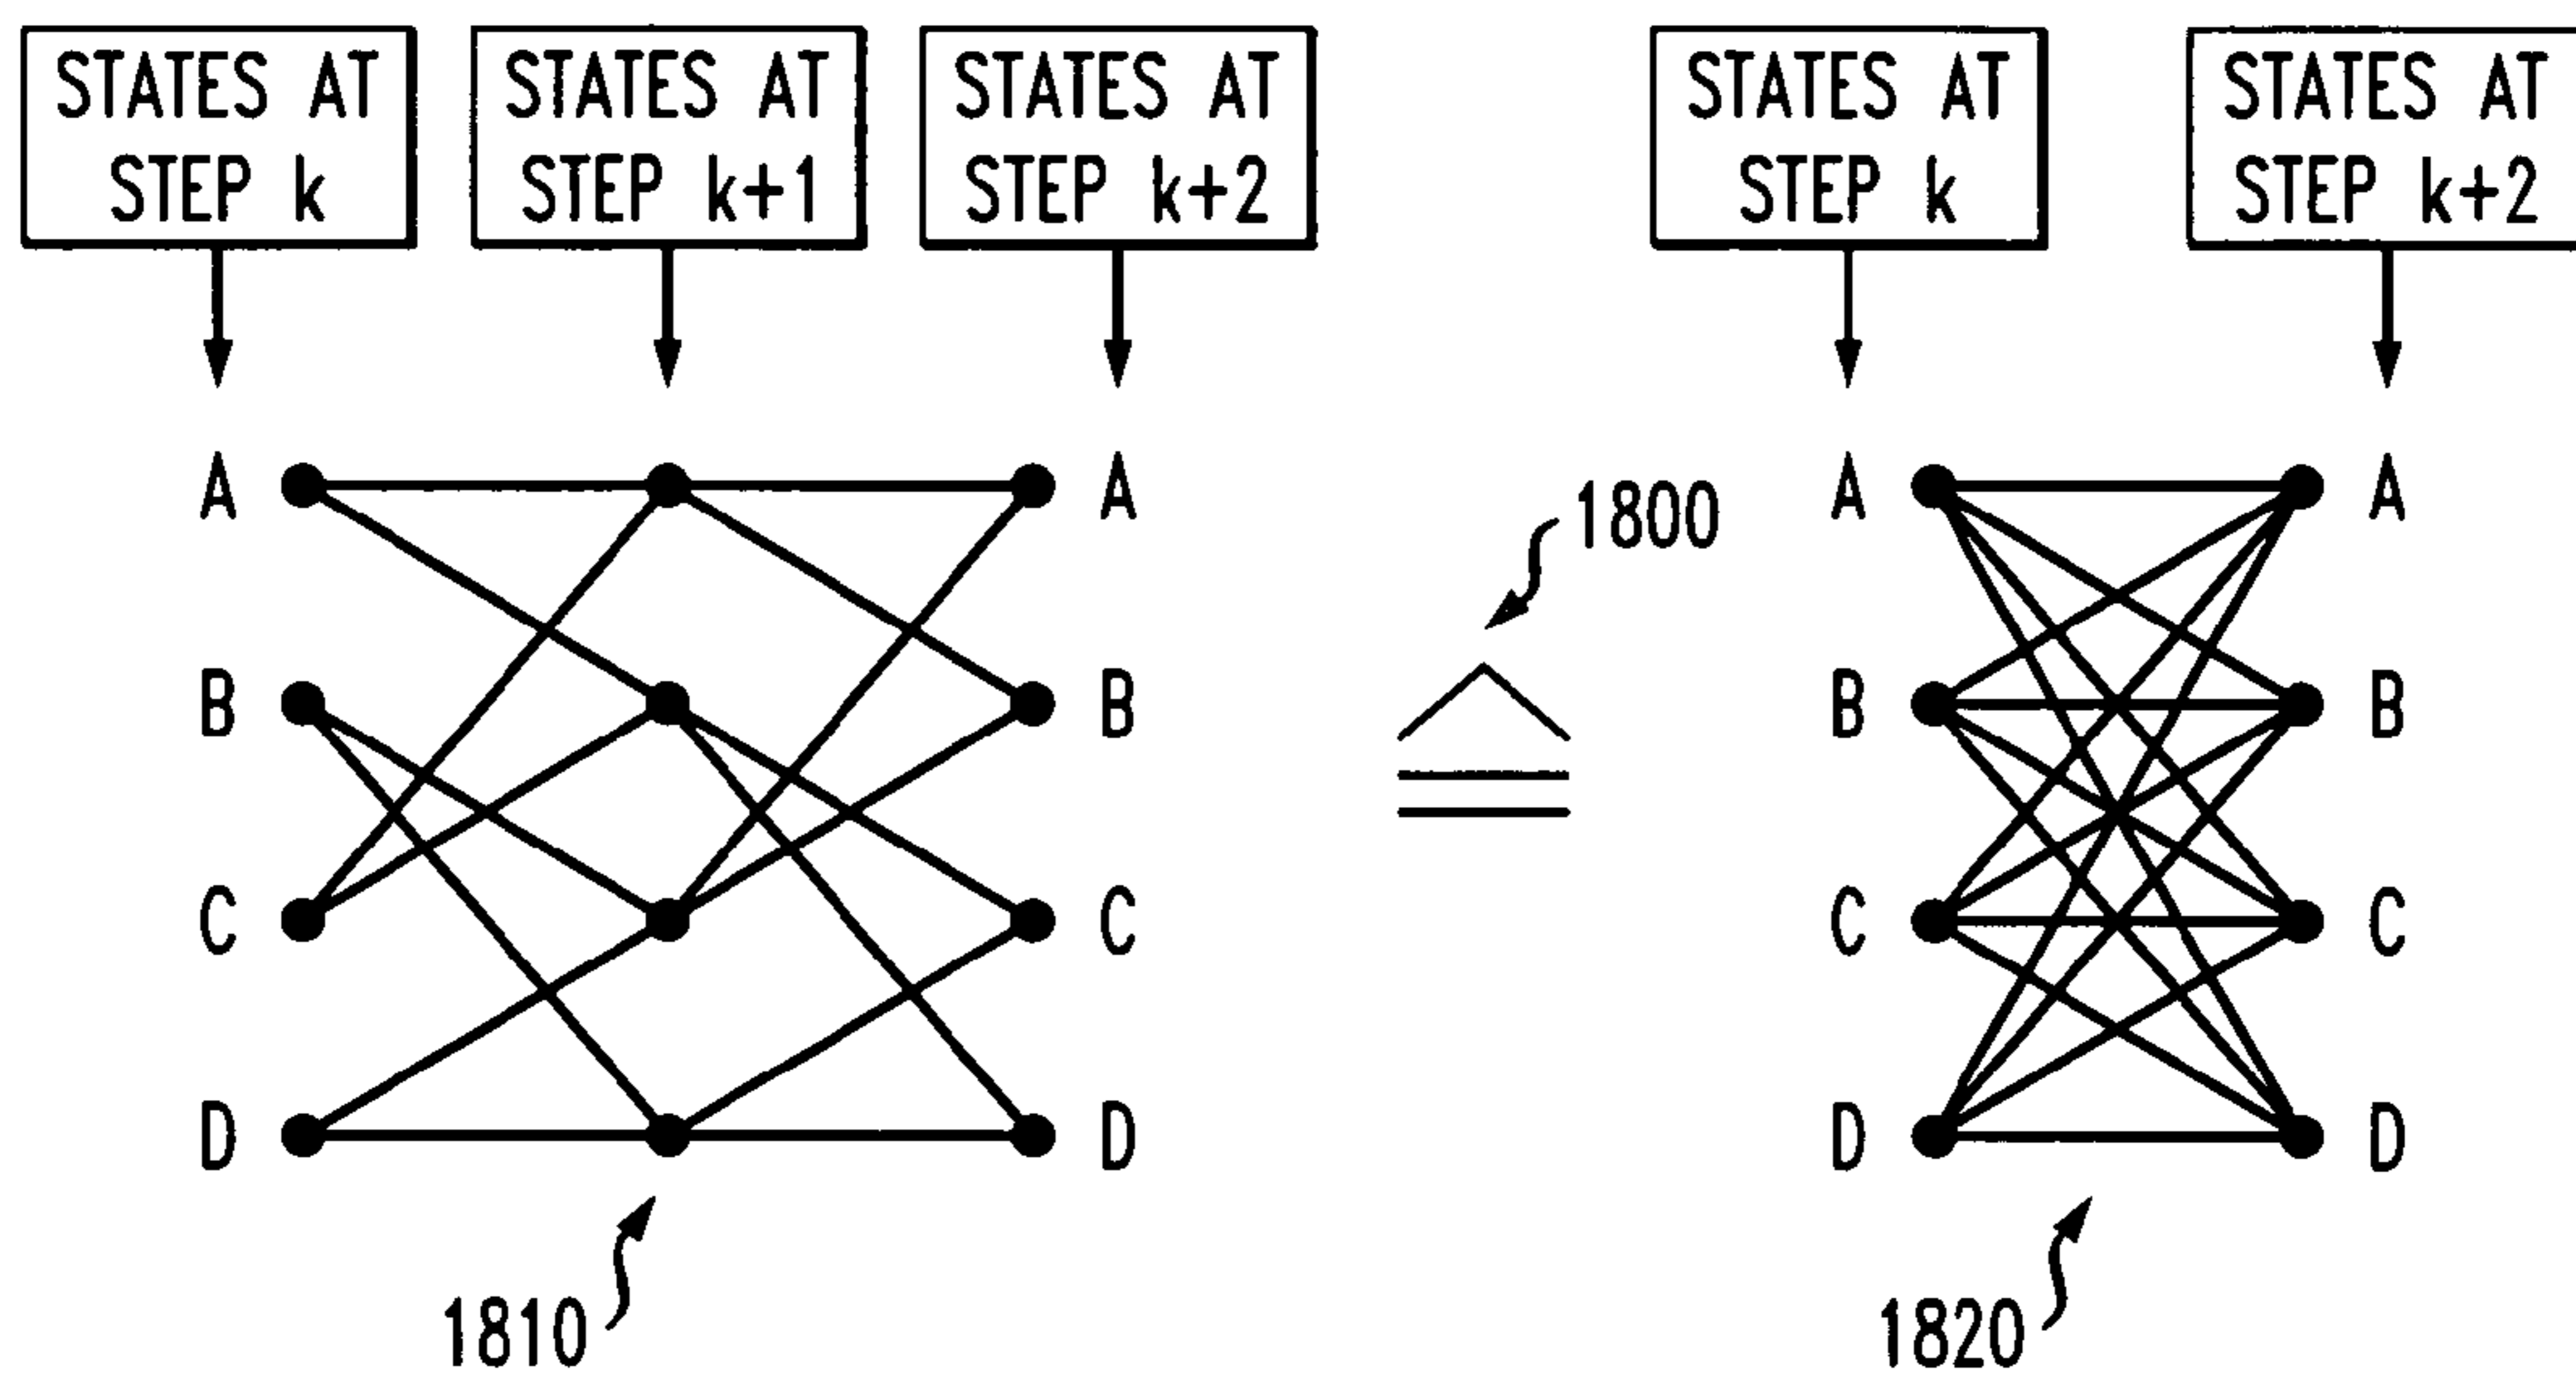 STATES AT
STEP k
STATES AT
STEP k+1
STATES AT
STEP k+2
STATES AT
STEP k
STATES AT
STEP k+2
A
A
1800
A
A
B
B
B
B
C
C
C
C
D
D
D
D
1810
1820